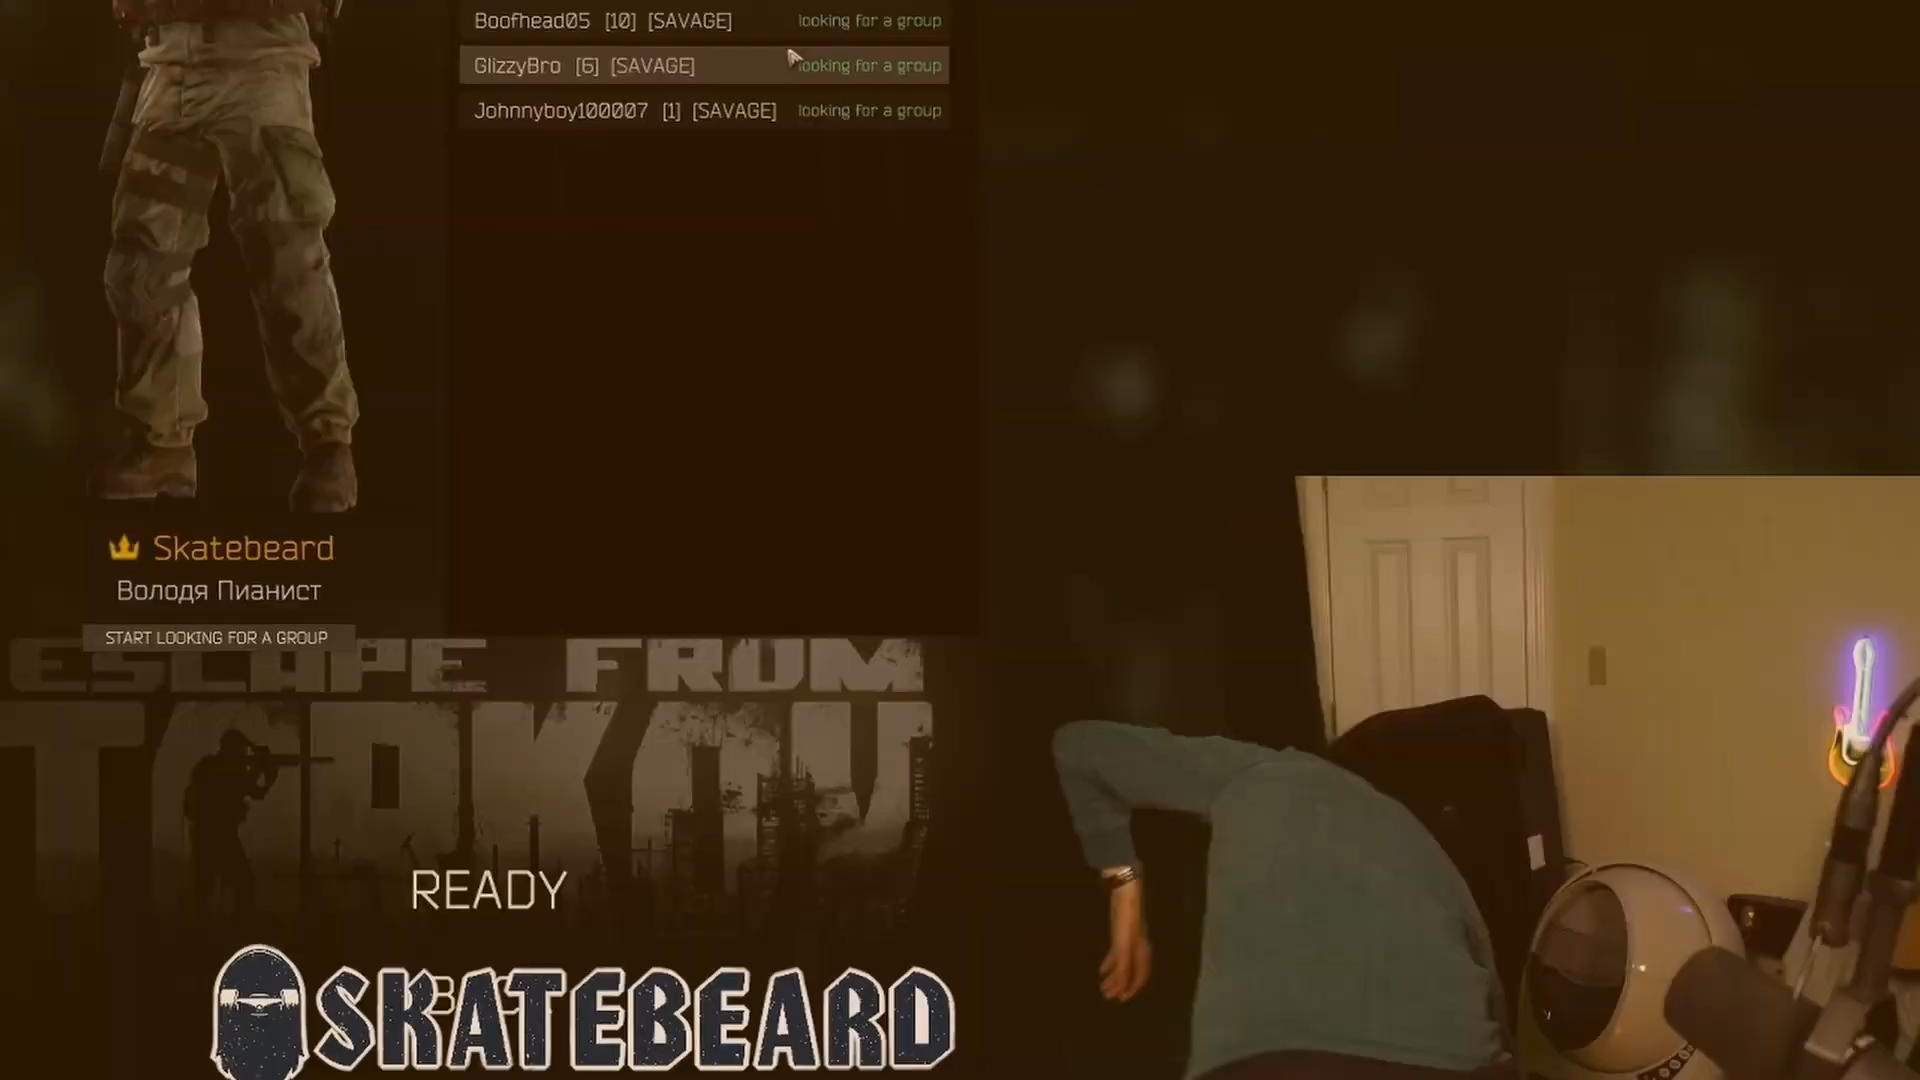 Boofhead05 [10] [SAVAGE] looking for a group
GlizzyBro [6] [SAVAGE] looking for a group
Johnnyboy100007 [1] [SAVAGE] looking for a group
Skatebeard
Володя Пианист
START LOOKING FOR A GROUP
ESCAPE FROM
TARKOV
READY
SKATEBEARD